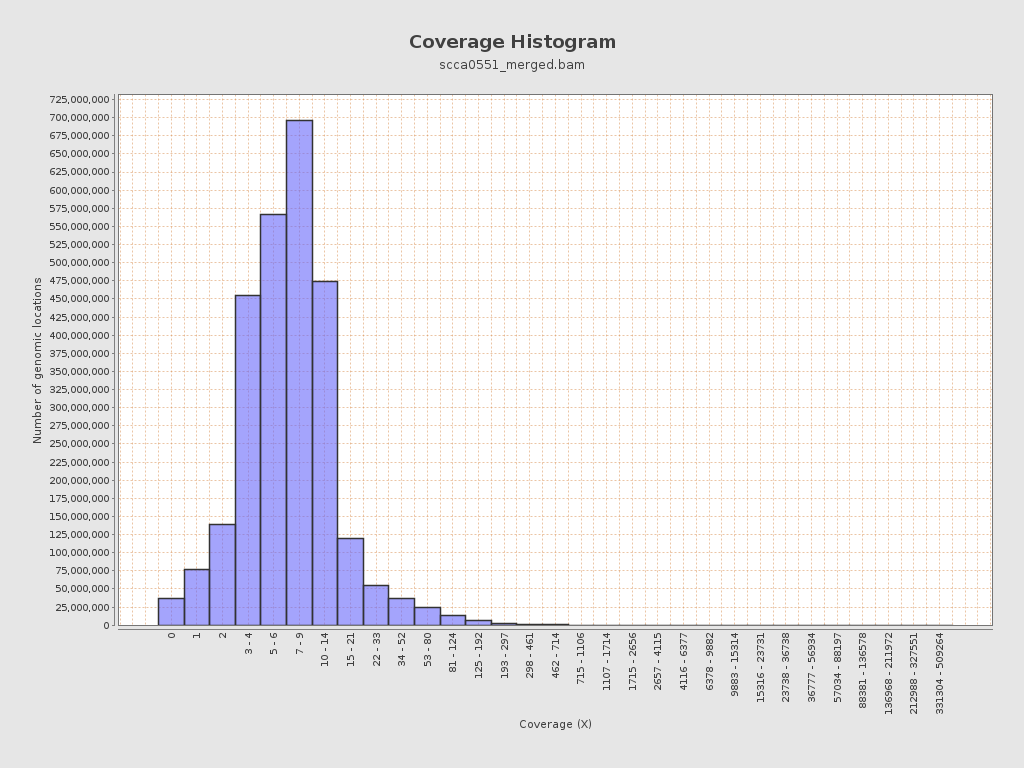 Coverage Histogram
scca0551_merged.bam
Number of genomic locations
725,000,000
700,000,000
675,000,000
650,000,000
625,000,000
600,000,000
575,000,000
550,000,000
525,000,000
500,000,000
475,000,000
450,000,000
425,000,000
400,000,000
375,000,000
350,000,000
325,000,000
300,000,000
275,000,000
250,000,000
225,000,000
200,000,000
175,000,000
150,000,000
125,000,000
100,000,000
75,000,000
50,000,000
25,000,000
0
0
1
2
3 - 4
5 - 6
7 - 9
10 - 14
15 - 21
22 - 33
34 - 52
53 - 80
81 - 124
125 - 192
193 - 297
298 - 461
462 - 714
715 - 1106
1107 - 1714
1715 - 2656
2657 - 4115
4116 - 6377
6378 - 9882
9883 - 15314
15316 - 23731
23738 - 36738
36777 - 56934
57034 - 88197
88381 - 136578
136968 - 211972
212988 - 327551
331304 - 509264
Coverage (X)